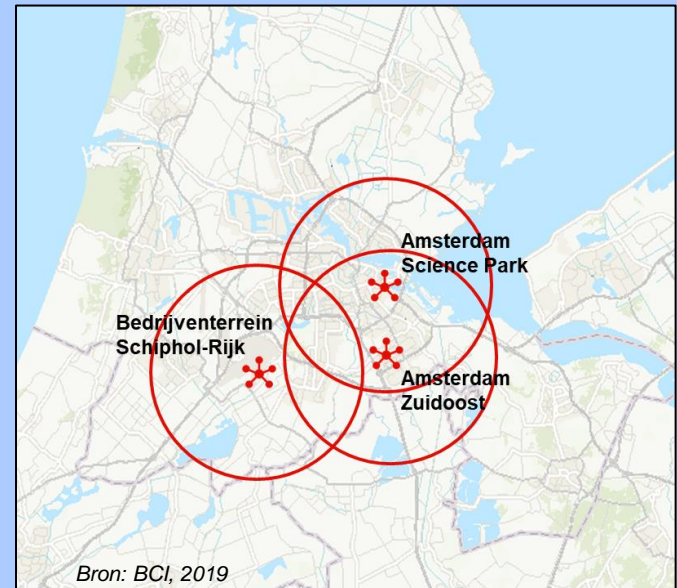 Amsterdam
Science Park
Bedrijventerrein
Schiphol-Rijk
Amsterdam
Zuidoost
Bron: BCI, 2019